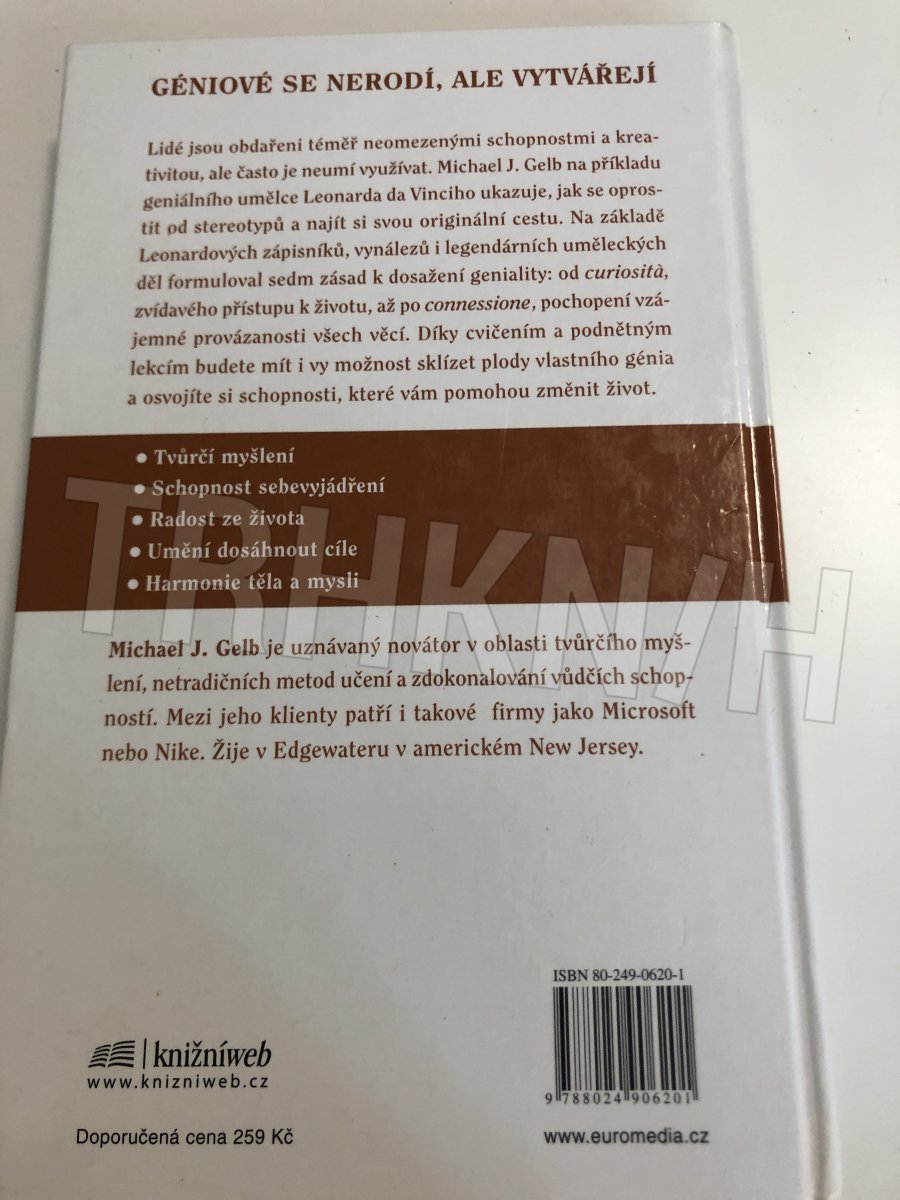 GÉNIOVÉ SE NERODÍ, ALE VYTVÁŘEJÍ
Lidé jsou obdařeni téměř neomezenými schopnostmi a krea-
tivitou, ale často je neumí využívat. Michael J. Gelb na příkladu
geniálního umělce Leonarda da Vinciho ukazuje, jak se opros-
tit od stereotypů a najít si svou originální cestu. Na základě
Leonardových zápisníků, vynálezů i legendárních uměleckých
děl formuloval sedm zásad k dosažení geniality: od curiosità,
zvídavého přístupu k životu, až po connessione, pochopení vzá-
jemné provázanosti všech věcí. Díky cvičením a podnětným
lekcím budete mít i vy možnost sklízet plody vlastního génia
a osvojíte si schopnosti, které vám pomohou změnit život.
• Tvůrčí myšlení
• Schopnost sebevyjádření
• Radost ze života
• Umění dosáhnout cíle
• Harmonie těla a mysli
TRHKNIH
Michael J. Gelb je uznávaný novátor v oblasti tvůrčího myš-
lení, netradičních metod učení a zdokonalování vůdčích schop-
ností. Mezi jeho klienty patří i takové firmy jako Microsoft
nebo Nike. Žije v Edgewateru v americkém New Jersey.
ISBN 80-249-0620-1
9 788024 906201
knižníweb
www.knizniweb.cz
Doporučená cena 259 Kč
www.euromedia.cz